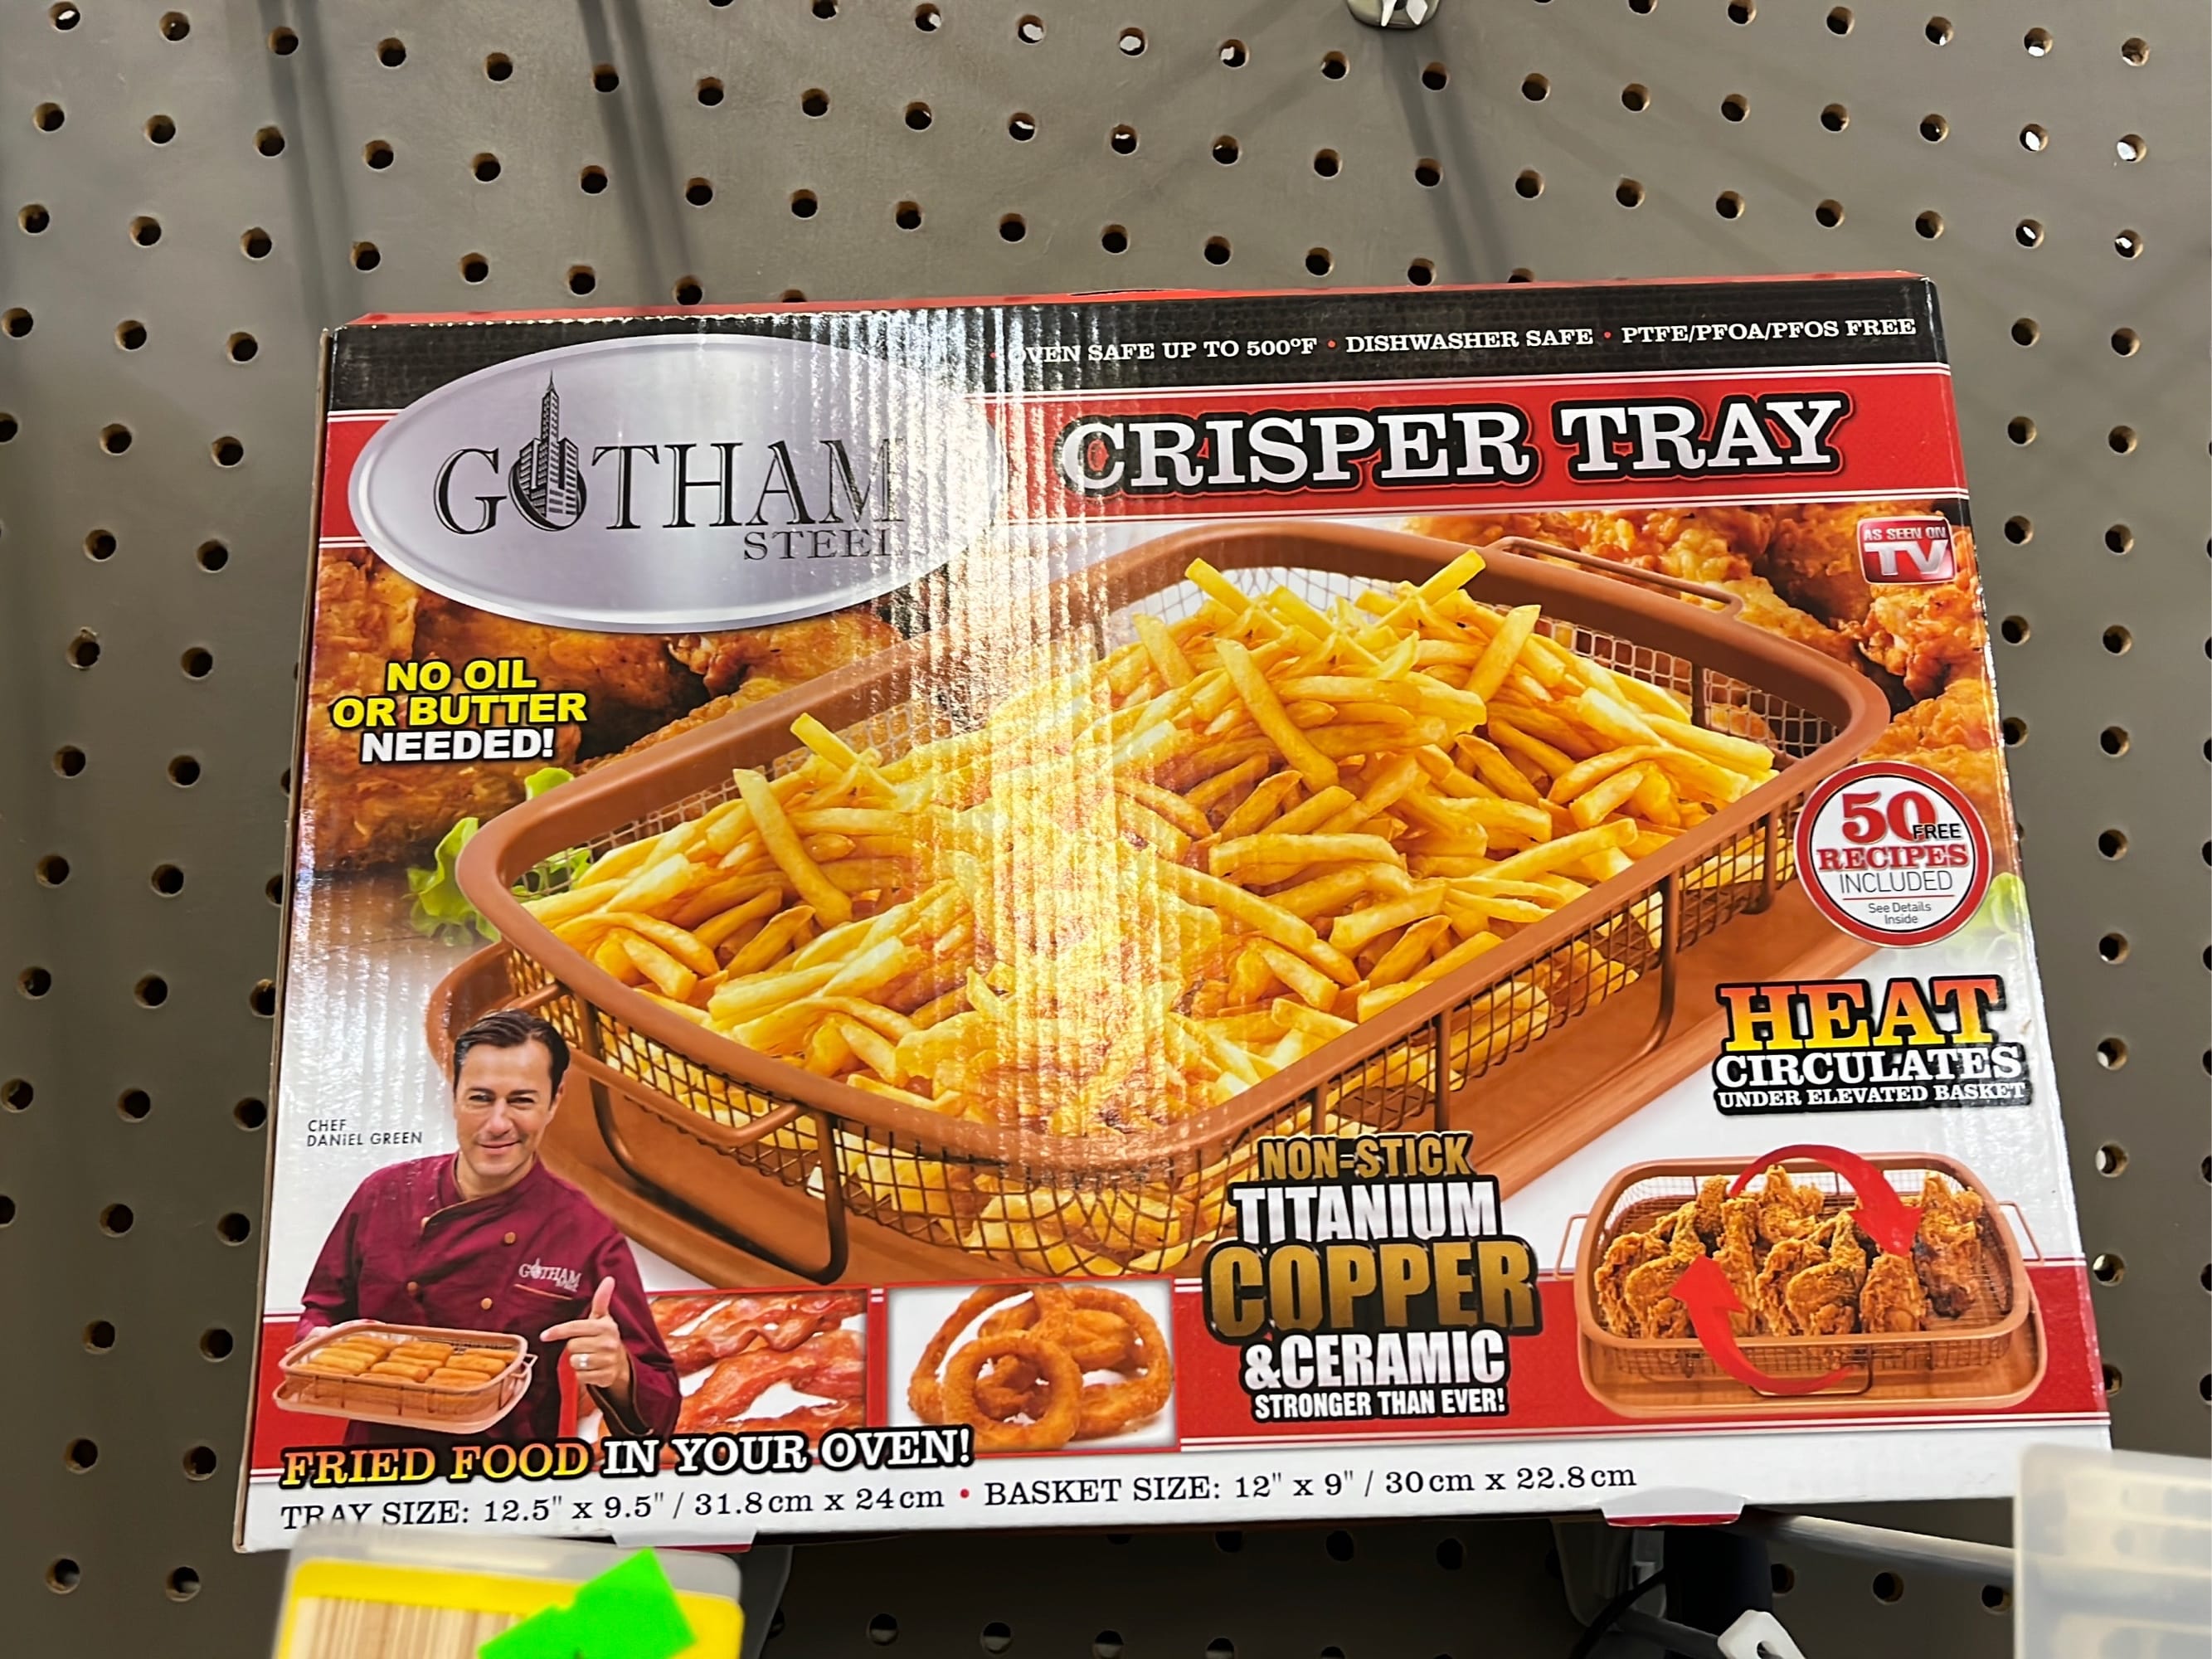 OVEN SAFE UP TO 500°F • DISHWASHER SAFE • PTFE/PFOA/PFOS FREE
GOTHAM
STEEL
CRISPER TRAY
AS SEEN ON
TV
NO OIL
OR BUTTER
NEEDED!
50
FREE
RECIPES
INCLUDED
See Details
Inside
HEAT
CIRCULATES
UNDER ELEVATED BASKET
CHEF
DANIEL GREEN
GOTHAM
NON-STICK
TITANIUM
COPPER
&CERAMIC
STRONGER THAN EVER!
FRIED FOOD IN YOUR OVEN!
TRAY SIZE: 12.5" x 9.5" / 31.8cm x 24cm • BASKET SIZE: 12" x 9" / 30cm x 22.8cm